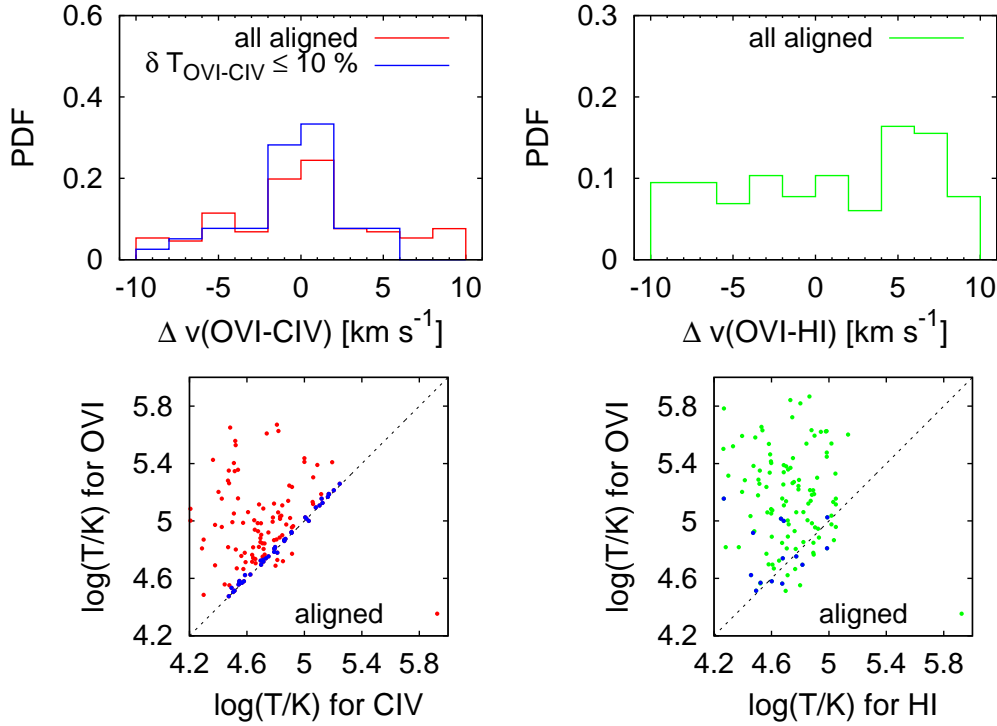 0.6
0.4
0.2
0
PDF
all aligned
δ T_OVI-CIV ≤ 10 %
-10 -5 0 5 10
Δ v(OVI-CIV) [km s⁻¹]
0.3
0.2
0.1
0
PDF
all aligned
-10 -5 0 5 10
Δ v(OVI-HI) [km s⁻¹]
5.8
5.4
5
4.6
4.2
log(T/K) for OVI
aligned
4.2 4.6 5 5.4 5.8
log(T/K) for CIV
5.8
5.4
5
4.6
4.2
log(T/K) for OVI
aligned
4.2 4.6 5 5.4 5.8
log(T/K) for HI